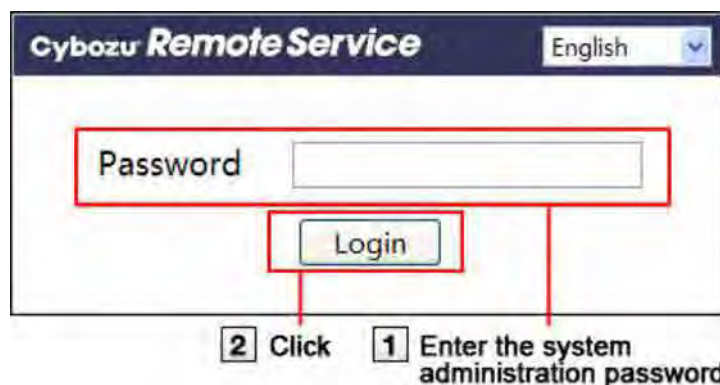 Cybozu Remote Service English
Password
Login
2 Click 1 Enter the system
administration password